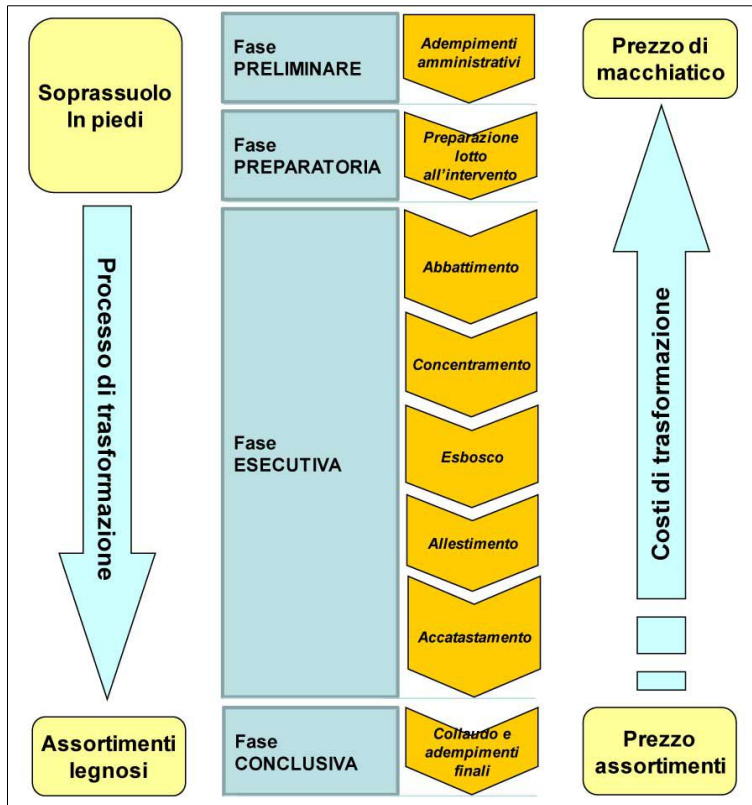 Soprassuolo
In piedi
Processo di trasformazione
Assortimenti
legnosi
Fase
PRELIMINARE
Adempimenti
amministrativi
Fase
PREPARATORIA
Preparazione
lotto
all'intervento
Fase
ESECUTIVA
Abbattimento
Concentramento
Esbosco
Allestimento
Accatastamento
Fase
CONCLUSIVA
Collaudo e
adempimenti
finali
Prezzo di
macchiatico
Costi di trasformazione
Prezzo
assortimenti